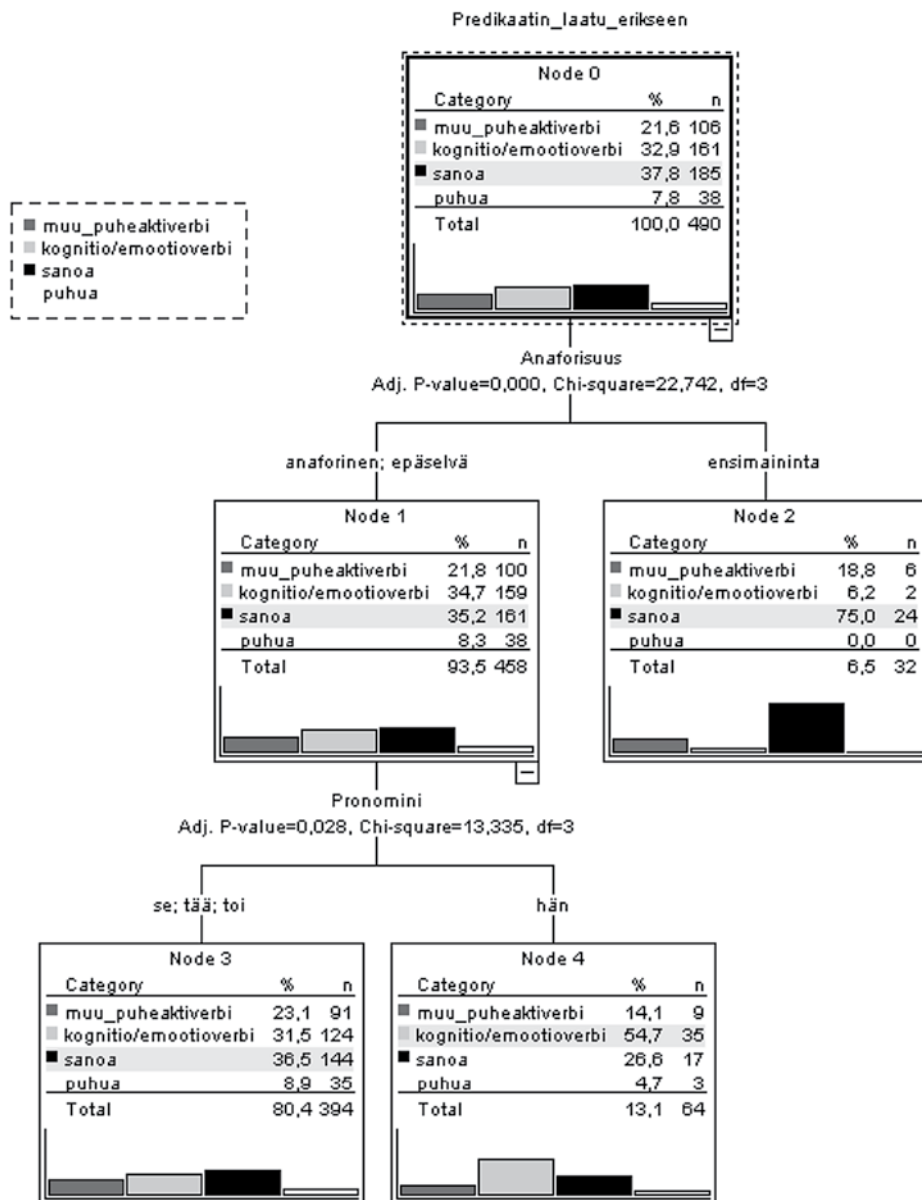 Predikaatin_laatu_erikseen
Node 0
Category % n
muu_puheaktiverbi 21,6 106
kognitio/emootioverbi 32,9 161
sanoa 37,8 185
puhua 7,8 38
Total 100,0 490
muu_puheaktiverbi
kognitio/emootioverbi
sanoa
puhua
Anaforisuus
Adj. P-value=0,000, Chi-square=22,742, df=3
anaforinen; epäselvä
ensimaininta
Node 1
Category % n
muu_puheaktiverbi 21,8 100
kognitio/emootioverbi 34,7 159
sanoa 35,2 161
puhua 8,3 38
Total 93,5 458
Node 2
Category % n
muu_puheaktiverbi 18,8 6
kognitio/emootioverbi 6,2 2
sanoa 75,0 24
puhua 0,0 0
Total 6,5 32
Pronomini
Adj. P-value=0,028, Chi-square=13,335, df=3
se; tää; toi
hän
Node 3
Category % n
muu_puheaktiverbi 23,1 91
kognitio/emootioverbi 31,5 124
sanoa 36,5 144
puhua 8,9 35
Total 80,4 394
Node 4
Category % n
muu_puheaktiverbi 14,1 9
kognitio/emootioverbi 54,7 35
sanoa 26,6 17
puhua 4,7 3
Total 13,1 64